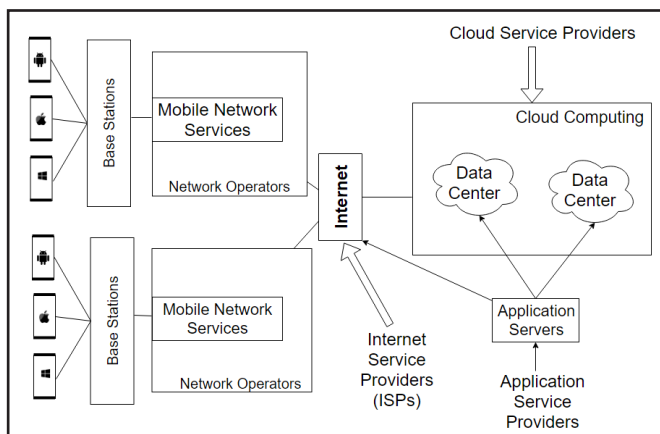 Cloud Service Providers
Base Stations
Mobile Network
Services
Network Operators
Internet
Cloud Computing
Data
Center
Data
Center
Base Stations
Mobile Network
Services
Network Operators
Internet
Service
Providers
(ISPs)
Application
Servers
Application
Service
Providers